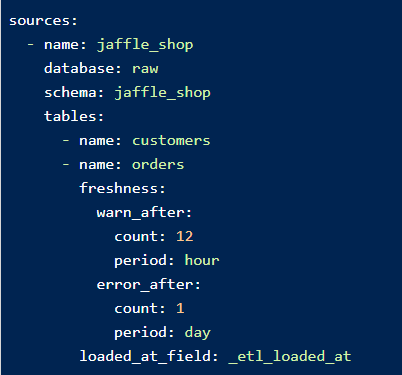 sources:
  - name: jaffle_shop
    database: raw
    schema: jaffle_shop
    tables:
      - name: customers
      - name: orders
        freshness:
          warn_after:
            count: 12
            period: hour
          error_after:
            count: 1
            period: day
        loaded_at_field: _etl_loaded_at